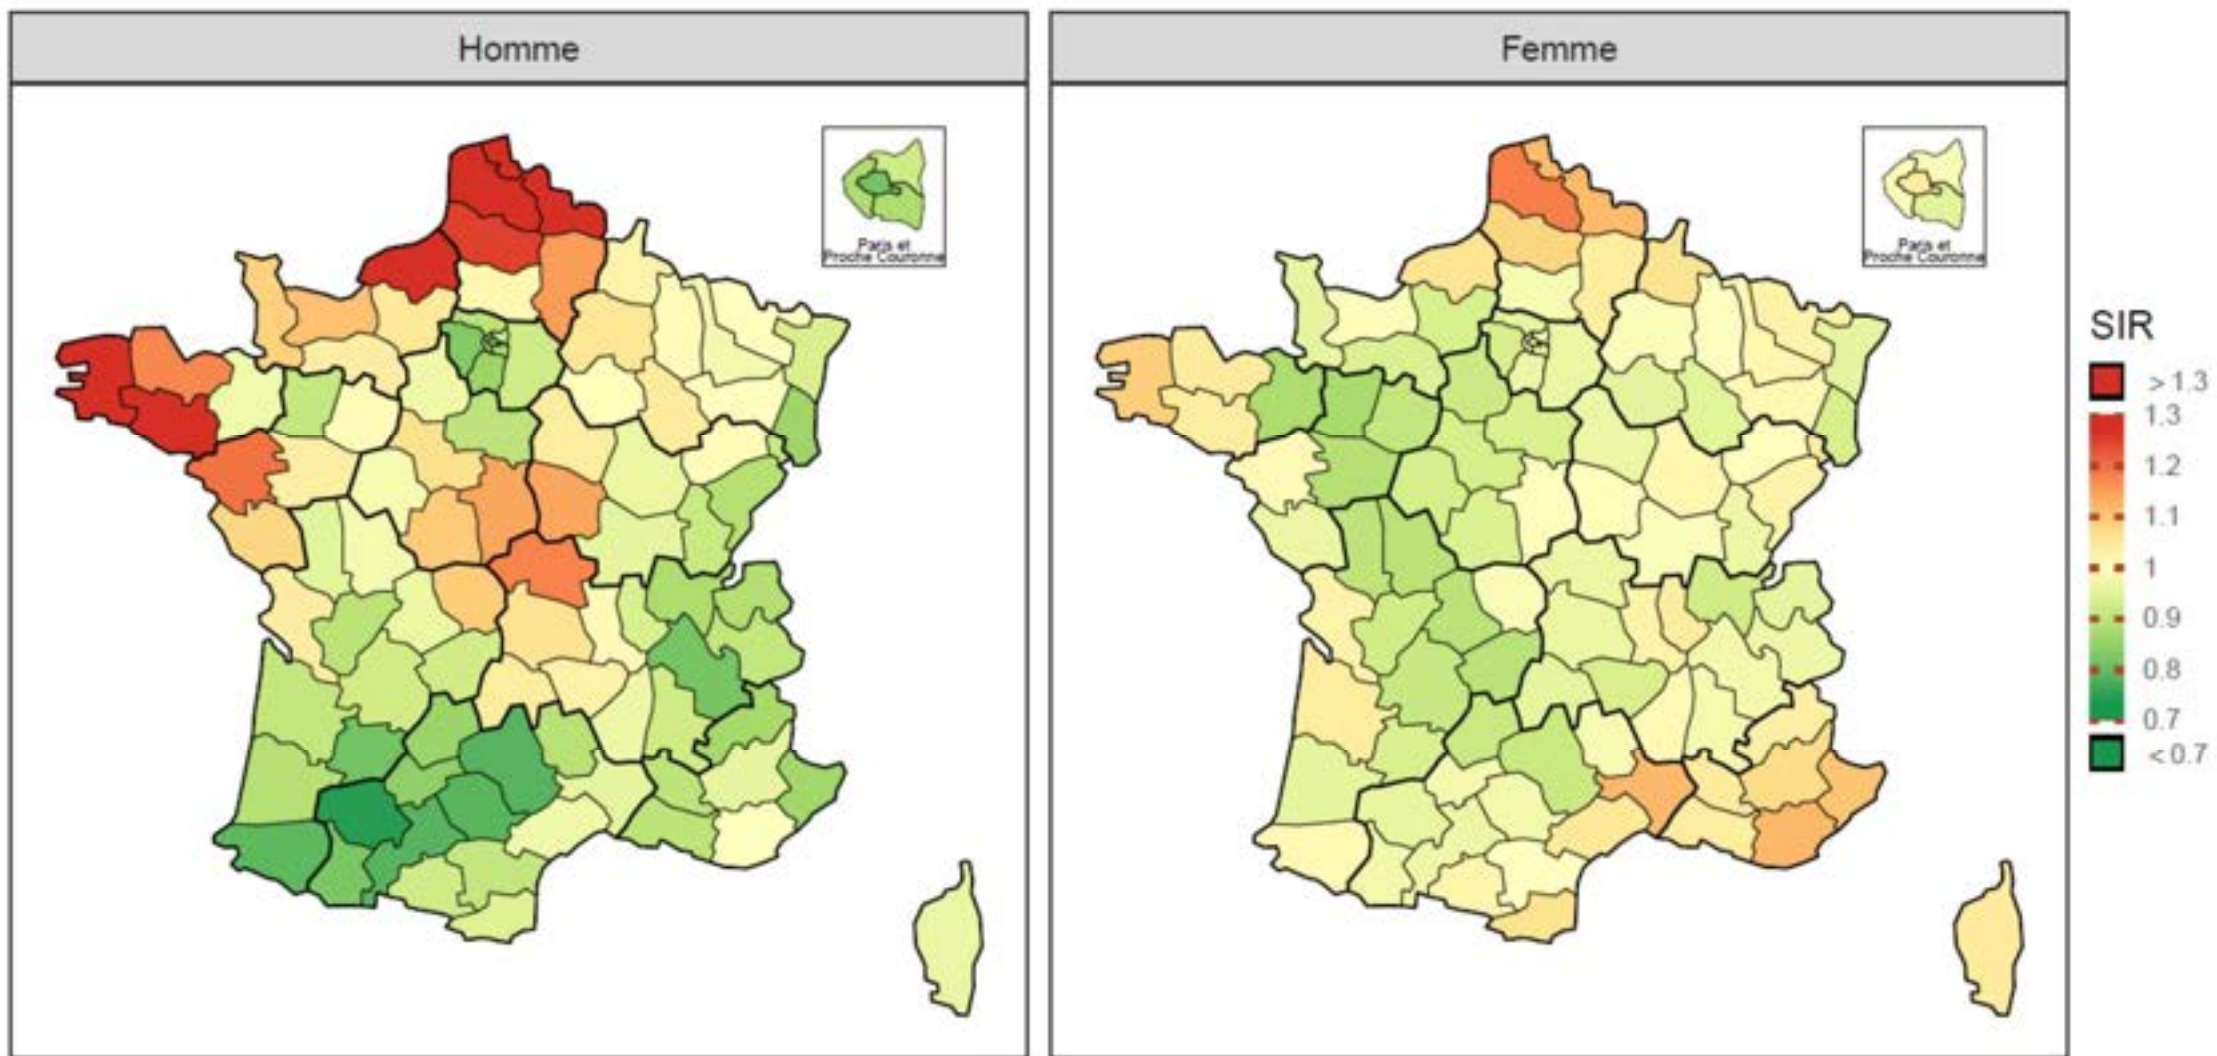 Homme
Femme
Paris et
Proche Couronne
Paris et
Proche Couronne
SIR
> 1.3
1.3
1.2
1.1
1
0.9
0.8
0.7
< 0.7